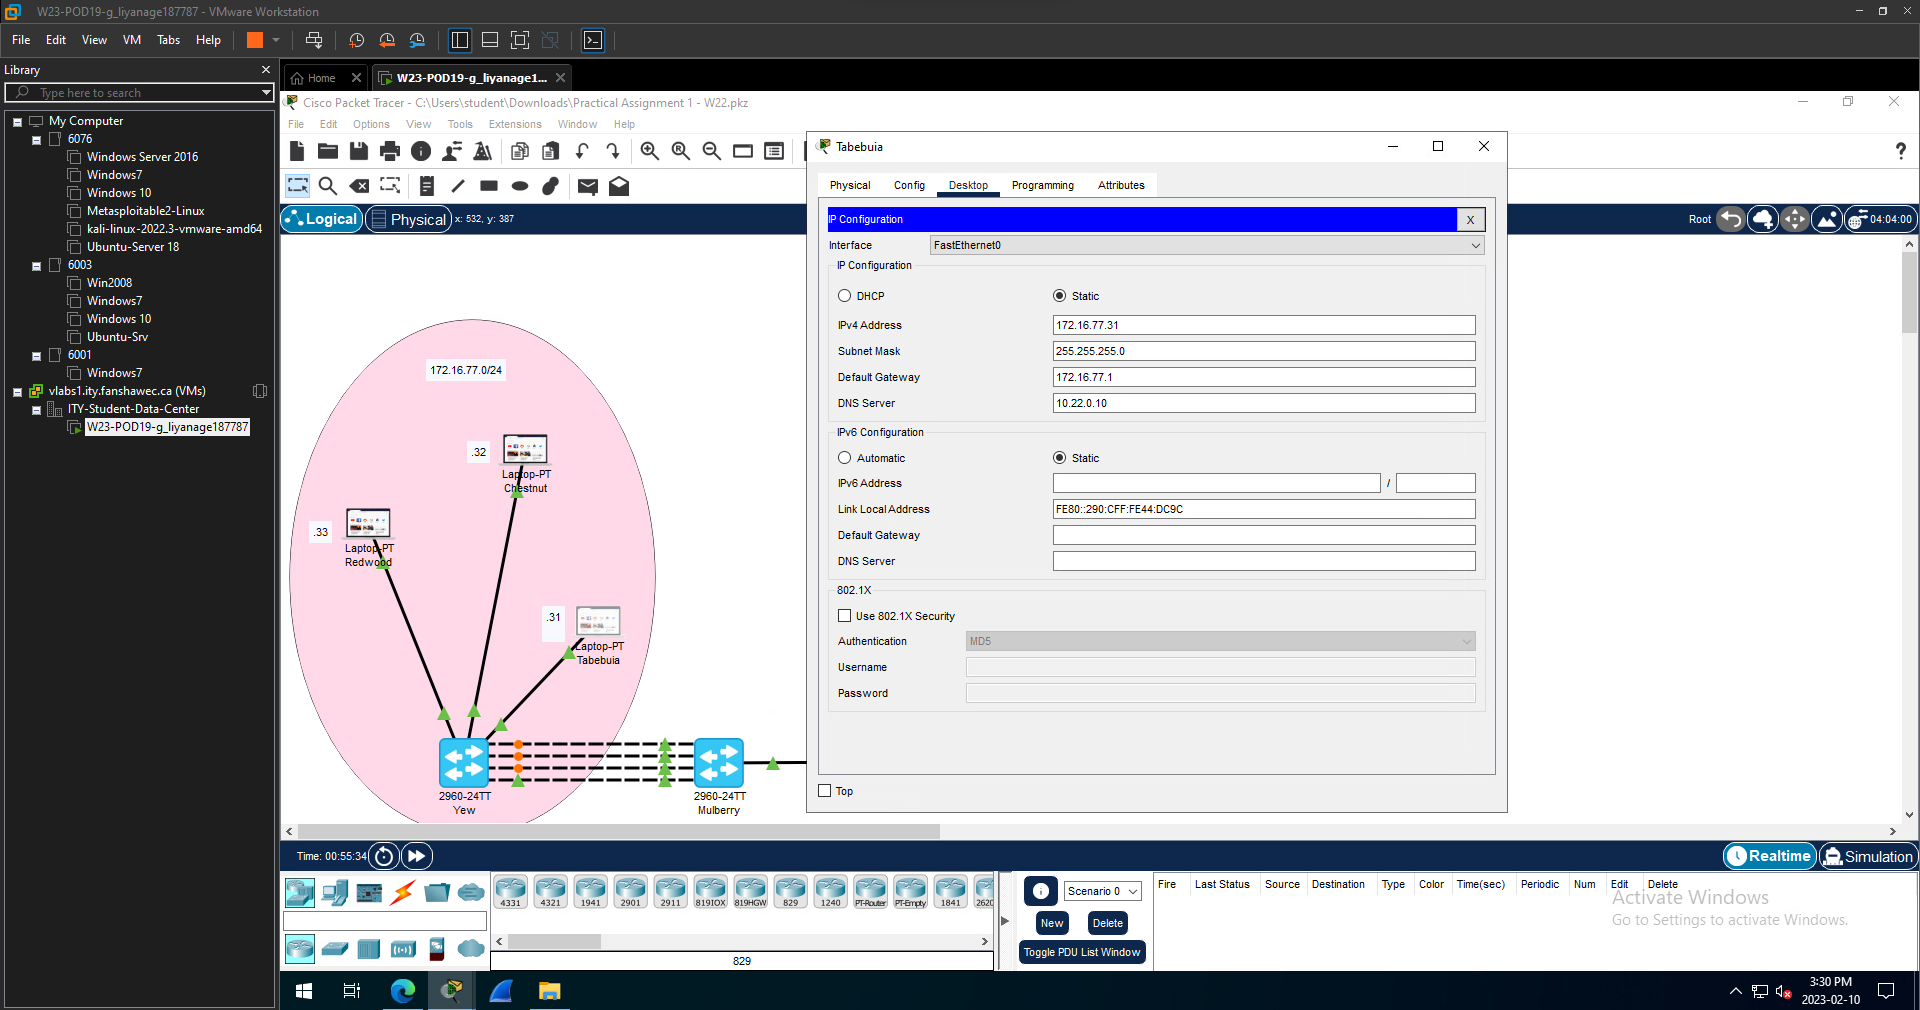 W23-POD19-g_liyanage187787 - VMware Workstation
File Edit View VM Tabs Help
Library
Type here to search
My Computer
6076
Windows Server 2016
Windows7
Windows 10
Metasploitable2-Linux
kali-linux-2022.3-vmware-amd64
Ubuntu-Server 18
6003
Win2008
Windows7
Windows 10
Ubuntu-Srv
6001
Windows7
vlabs1.ity.fanshawec.ca (VMs)
ITY-Student-Data-Center
W23-POD19-g_liyanage187787
Home W23-POD19-g_liyanage1...
Cisco Packet Tracer - C:\Users\student\Downloads\Practical Assignment 1 - W22.pkz
File Edit Options View Tools Extensions Window Help
?
Logical Physical x: 532, y: 387
Root 04:04:00
172.16.77.0/24
.32
Laptop-PT
Chestnut
.33
Laptop-PT
Redwood
.31
Laptop-PT
Tabebuia
2960-24TT
Yew
2960-24TT
Mulberry
Tabebuia
Physical Config Desktop Programming Attributes
IP Configuration X
Interface FastEthernet0
IP Configuration
DHCP Static
IPv4 Address 172.16.77.31
Subnet Mask 255.255.255.0
Default Gateway 172.16.77.1
DNS Server 10.22.0.10
IPv6 Configuration
Automatic Static
IPv6 Address /
Link Local Address FE80::290:CFF:FE44:DC9C
Default Gateway
DNS Server
802.1X
Use 802.1X Security
Authentication MD5
Username
Password
Top
Time: 00:55:34
Realtime Simulation
4331 4321 1941 2901 2911 819IOX 819HGW 829 1240 PT-Router PT-Empty 1841 2620
829
Scenario 0
New Delete
Toggle PDU List Window
Fire Last Status Source Destination Type Color Time(sec) Periodic Num Edit Delete
Activate Windows
Go to Settings to activate Windows.
3:30 PM
2023-02-10